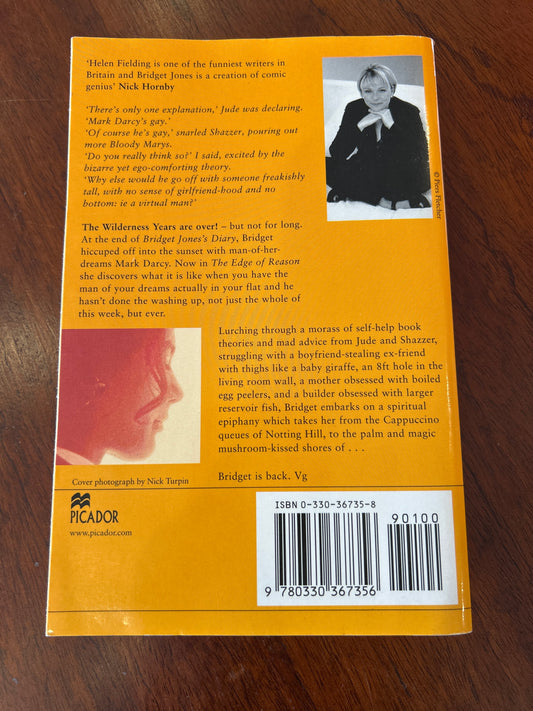 ‘Helen Fielding is one of the funniest writers in
Britain and Bridget Jones is a creation of comic
genius’ Nick Hornby
‘There’s only one explanation,’ Jude was declaring.
‘Mark Darcy’s gay.’
‘Of course he’s gay,’ snarled Shazzer, pouring out
more Bloody Marys.
‘Do you really think so?’ I said, excited by the
bizarre yet ego-comforting theory.
‘Why else would he go off with someone freakishly
tall, with no sense of girlfriend-hood and no
bottom: ie a virtual man?’
© Piers Fletcher
The Wilderness Years are over! – but not for long.
At the end of Bridget Jones’s Diary, Bridget
hiccuped off into the sunset with man-of-her-
dreams Mark Darcy. Now in The Edge of Reason
she discovers what it is like when you have the
man of your dreams actually in your flat and he
hasn’t done the washing up, not just the whole of
this week, but ever.
Lurching through a morass of self-help book
theories and mad advice from Jude and Shazzer,
struggling with a boyfriend-stealing ex-friend
with thighs like a baby giraffe, an 8ft hole in the
living room wall, a mother obsessed with boiled
egg peelers, and a builder obsessed with larger
reservoir fish, Bridget embarks on a spiritual
epiphany which takes her from the Cappuccino
queues of Notting Hill, to the palm and magic
mushroom-kissed shores of . . .
Bridget is back. Vg
Cover photograph by Nick Turpin
PICADOR
www.picador.com
ISBN 0-330-36735-8
90100
9 780330 367356